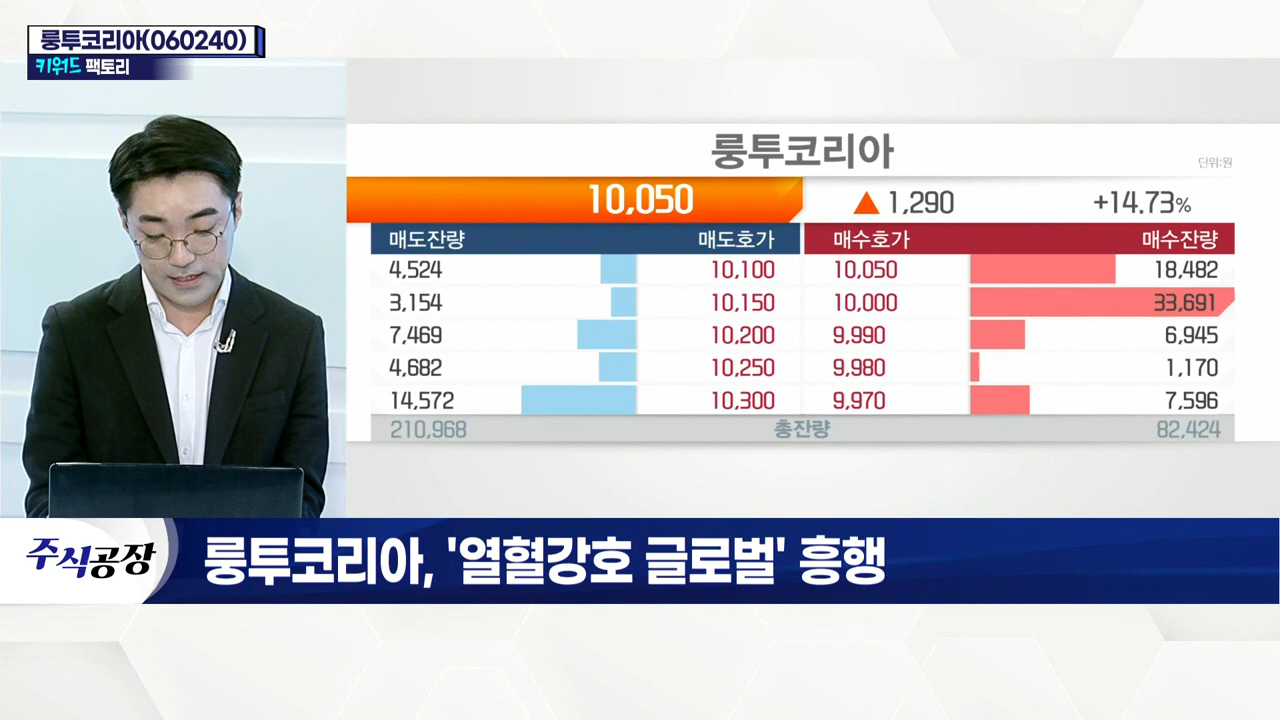 룽투코리아(060240)
키워드 팩토리
룽투코리아
단위:원
10,050 ▲ 1,290 +14.73%
매도잔량 매도호가 매수호가 매수잔량
4,524 10,100 10,050 18,482
3,154 10,150 10,000 33,691
7,469 10,200 9,990 6,945
4,682 10,250 9,980 1,170
14,572 10,300 9,970 7,596
210,968 총잔량 82,424
주식공장
룽투코리아, '열혈강호 글로벌' 흥행